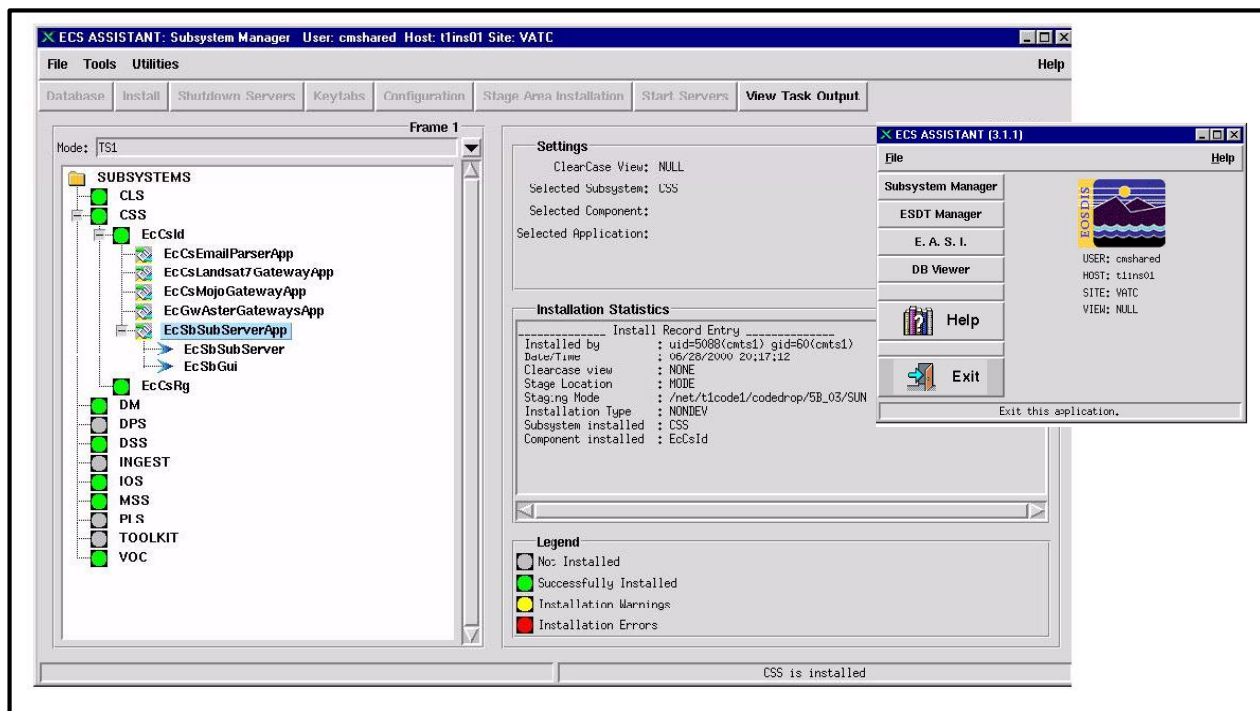 ECS ASSISTANT: Subsystem Manager User: cmshared Host: t1ins01 Site: VATC
File Tools Utilities Help
Database Install Shutdown Servers Keytabs Configuration Stage Area Installation Start Servers View Task Output
Frame 1
Mode: TS1
SUBSYSTEMS
CLS
CSS
EcCsId
EcCsEmailParserApp
EcCsLandsat7GatewayApp
EcCsMojoGatewayApp
EcGwAsterGatewaysApp
EcSbSubServerApp
EcSbSubServer
EcSbGui
EcCsRg
DM
DPS
DSS
INGEST
IOS
MSS
PLS
TOOLKIT
VOC
Settings
ClearCase View: NULL
Selected Subsystem: CSS
Selected Component:
Selected Application:
Installation Statistics
_____________ Install Record Entry _____________
Installed by : uid=5088(cmts1) gid=60(cmts1)
Date/Time : 06/28/2000 20:17:12
Clearcase view : NONE
Stage Location : MODE
Staging Mode : /net/t1code1/codedrop/5B_03/SUN
Installation Type : NONDEV
Subsystem installed : CSS
Component installed : EcCsId
Legend
Not Installed
Successfully Installed
Installation Warnings
Installation Errors
CSS is installed
ECS ASSISTANT (3.1.1)
File Help
Subsystem Manager
ESDT Manager
E. A. S. I.
DB Viewer
Help
Exit
EOSDIS
USER: cmshared
HOST: t1ins01
SITE: VATC
VIEW: NULL
Exit this application.